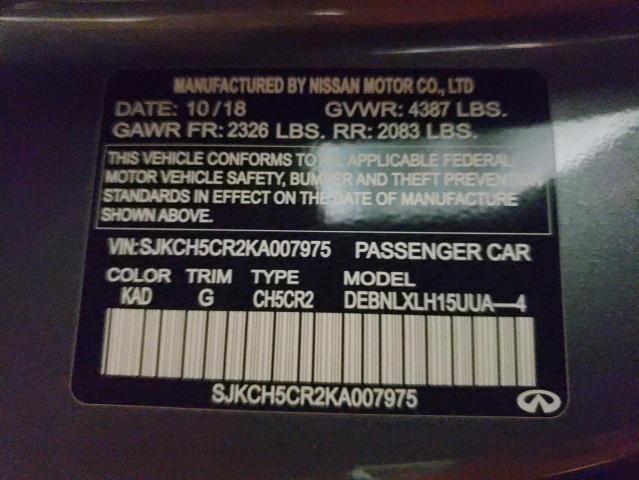 MANUFACTURED BY NISSAN MOTOR CO., LTD
DATE: 10/18 GVWR: 4387 LBS.
GAWR FR: 2326 LBS. RR: 2083 LBS.
THIS VEHICLE CONFORMS TO ALL APPLICABLE FEDERAL
MOTOR VEHICLE SAFETY, BUMPER AND THEFT PREVENTION
STANDARDS IN EFFECT ON THE DATE OF MANUFACTURE
SHOWN ABOVE.
VIN:SJKCH5CR2KA007975 PASSENGER CAR
COLOR TRIM TYPE MODEL
KAD G CH5CR2 DEBNLXLH15UUA—4
SJKCH5CR2KA007975